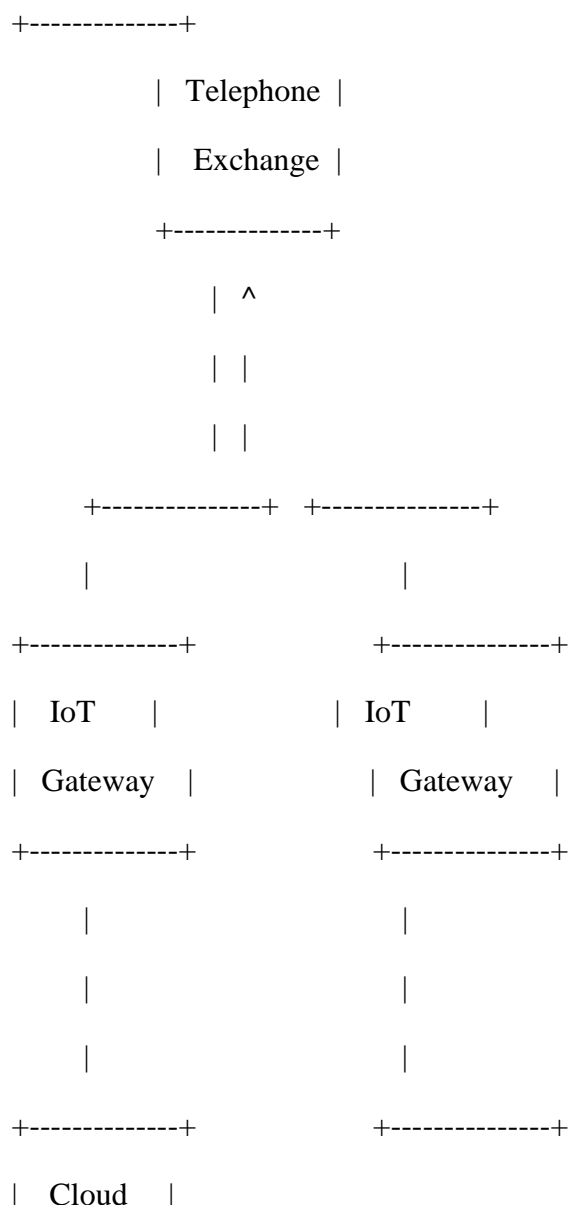 +--------------+
| Telephone |
| Exchange |
+--------------+
| ^
| |
| |
+---------------+ +---------------+
| |
+--------------+ +---------------+
| IoT | | IoT |
| Gateway | | Gateway |
+--------------+ +---------------+
| |
| |
| |
+--------------+ +---------------+
| Cloud |